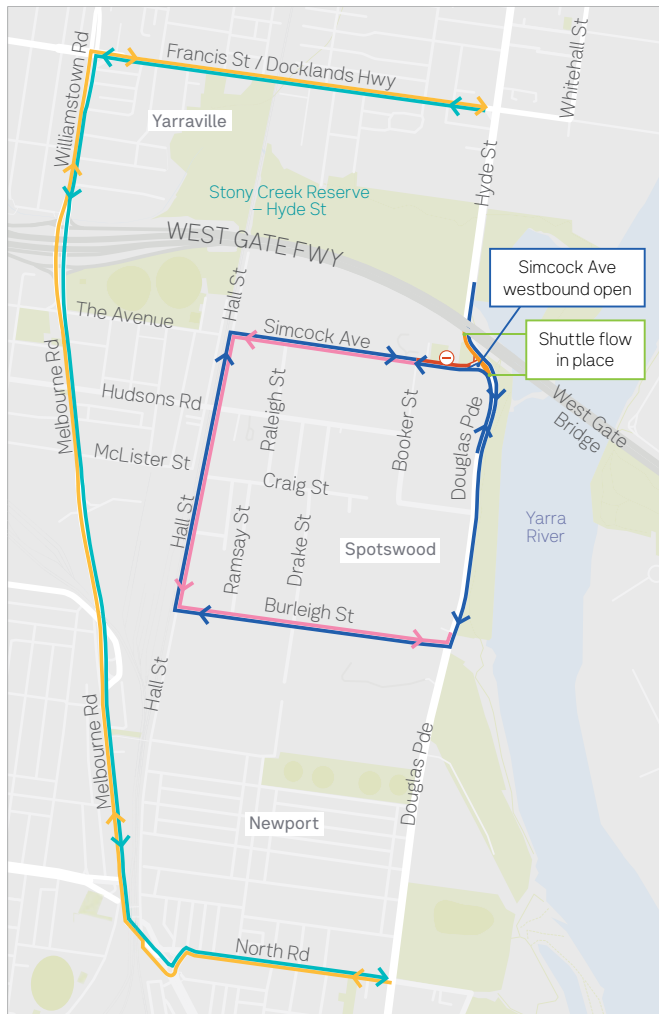 Williamstown Rd
Francis St / Docklands Hwy
Whitehall St
Yarraville
Hyde St
Stony Creek Reserve
– Hyde St
WEST GATE FWY
Simcock Ave
westbound open
Hall St
The Avenue
Simcock Ave
Shuttle flow
in place
Melbourne Rd
Hudsons Rd
Raleigh St
Booker St
Douglas Pde
West Gate
Bridge
McLister St
Craig St
Hall St
Ramsay St
Drake St
Spotswood
Yarra
River
Burleigh St
Hall St
Melbourne Rd
Douglas Pde
Newport
North Rd